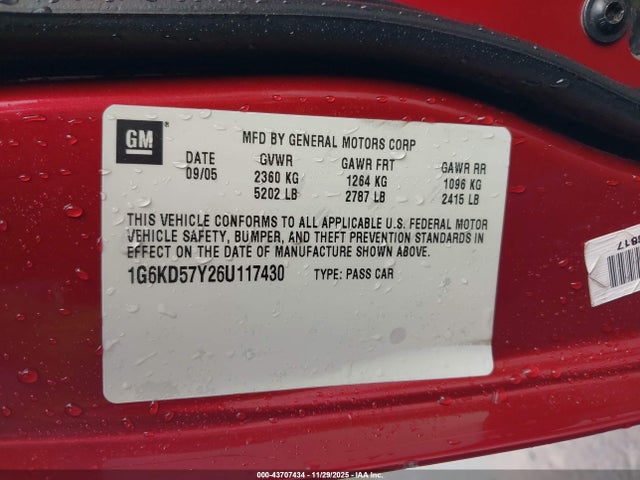 GM
MFD BY GENERAL MOTORS CORP
DATE GVWR GAWR FRT GAWR RR
09/05 2360 KG 1264 KG 1096 KG
5202 LB 2787 LB 2415 LB
THIS VEHICLE CONFORMS TO ALL APPLICABLE U.S. FEDERAL MOTOR
VEHICLE SAFETY, BUMPER, AND THEFT PREVENTION STANDARDS IN
EFFECT ON THE DATE OF MANUFACTURE SHOWN ABOVE.
1G6KD57Y26U117430 TYPE: PASS CAR
000-43707434 • 11/29/2025 • IAAI.COM